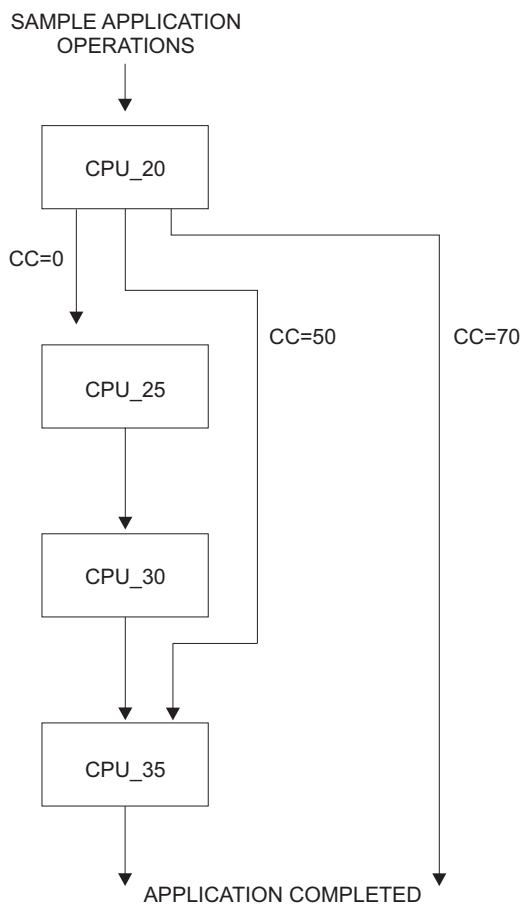 SAMPLE APPLICATION
OPERATIONS
CPU_20
CC=0
CC=50
CC=70
CPU_25
CPU_30
CPU_35
APPLICATION COMPLETED